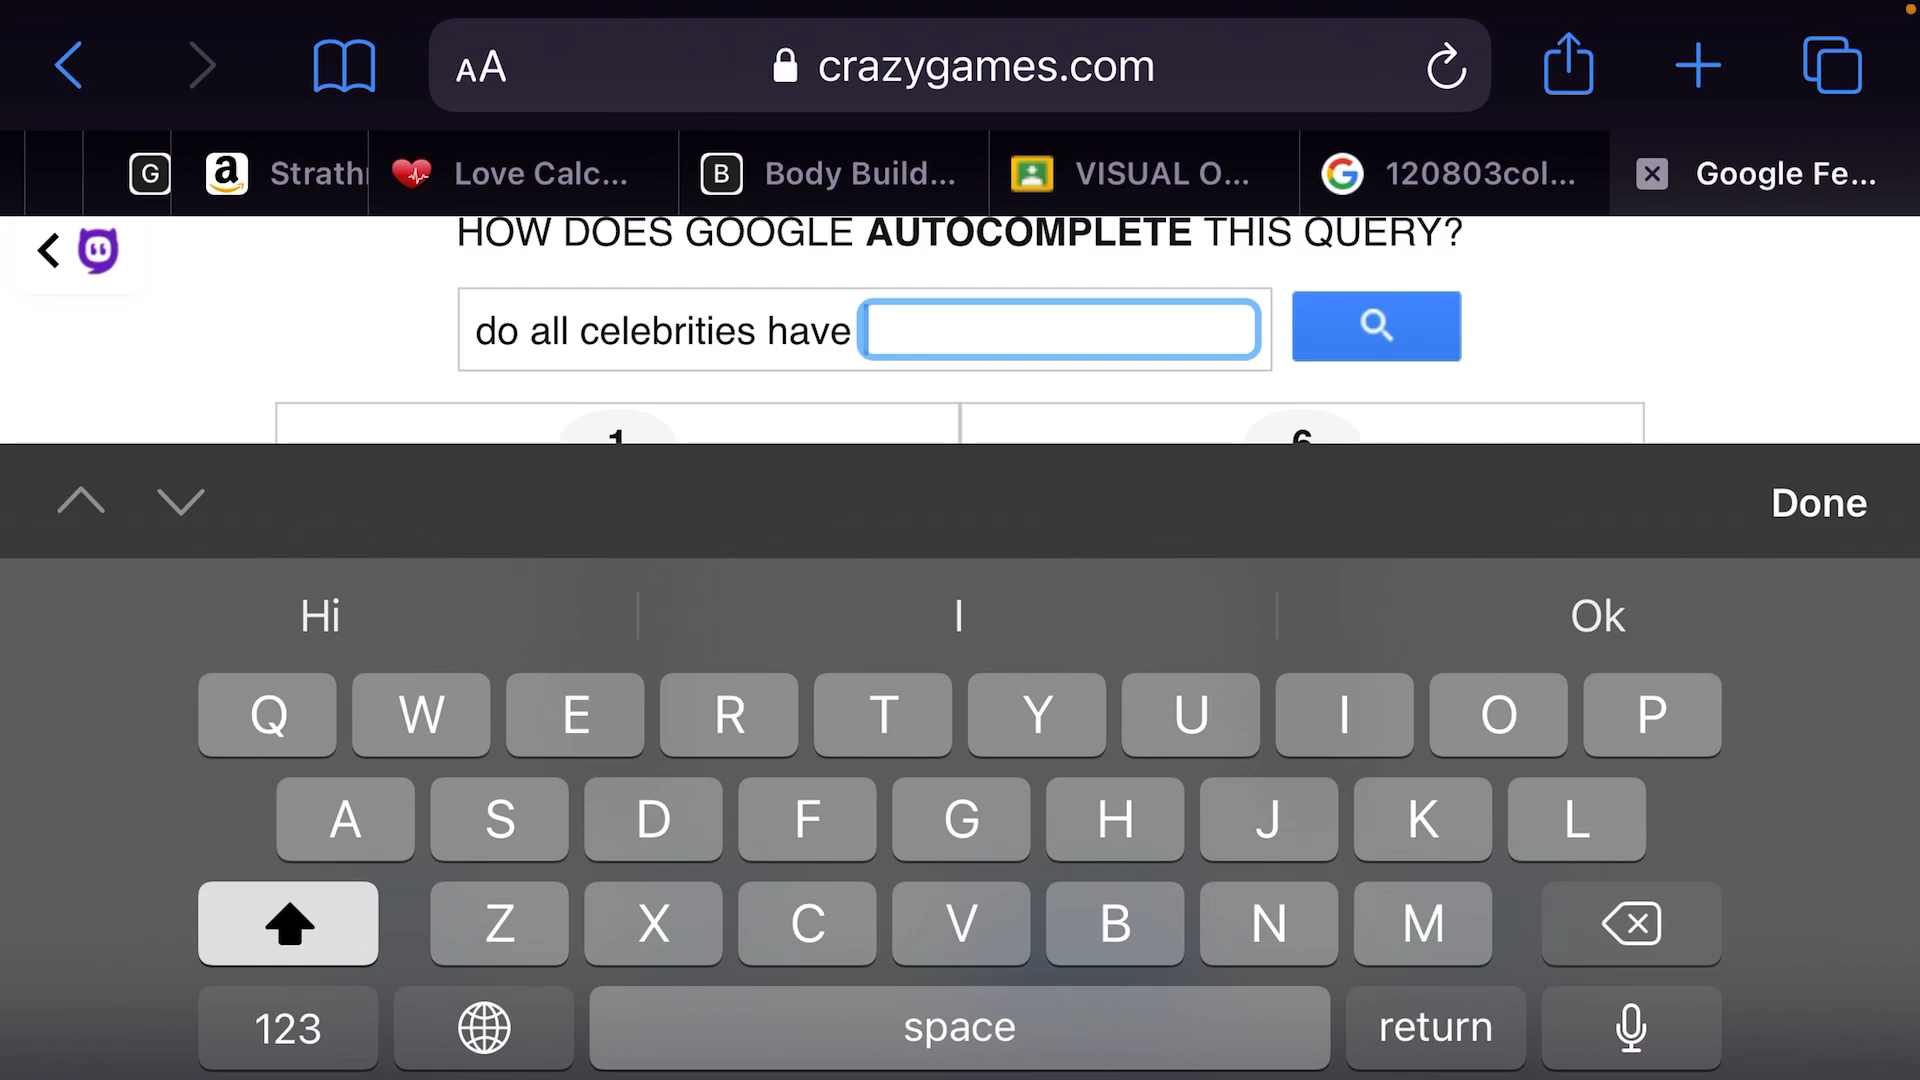 AA crazygames.com
G a Strath Love Calc... B Body Build... VISUAL O... G 120803col... Google Fe...
HOW DOES GOOGLE AUTOCOMPLETE THIS QUERY?
do all celebrities have
1 6
Done
Hi I Ok
Q W E R T Y U I O P
A S D F G H J K L
Z X C V B N M
123 space return